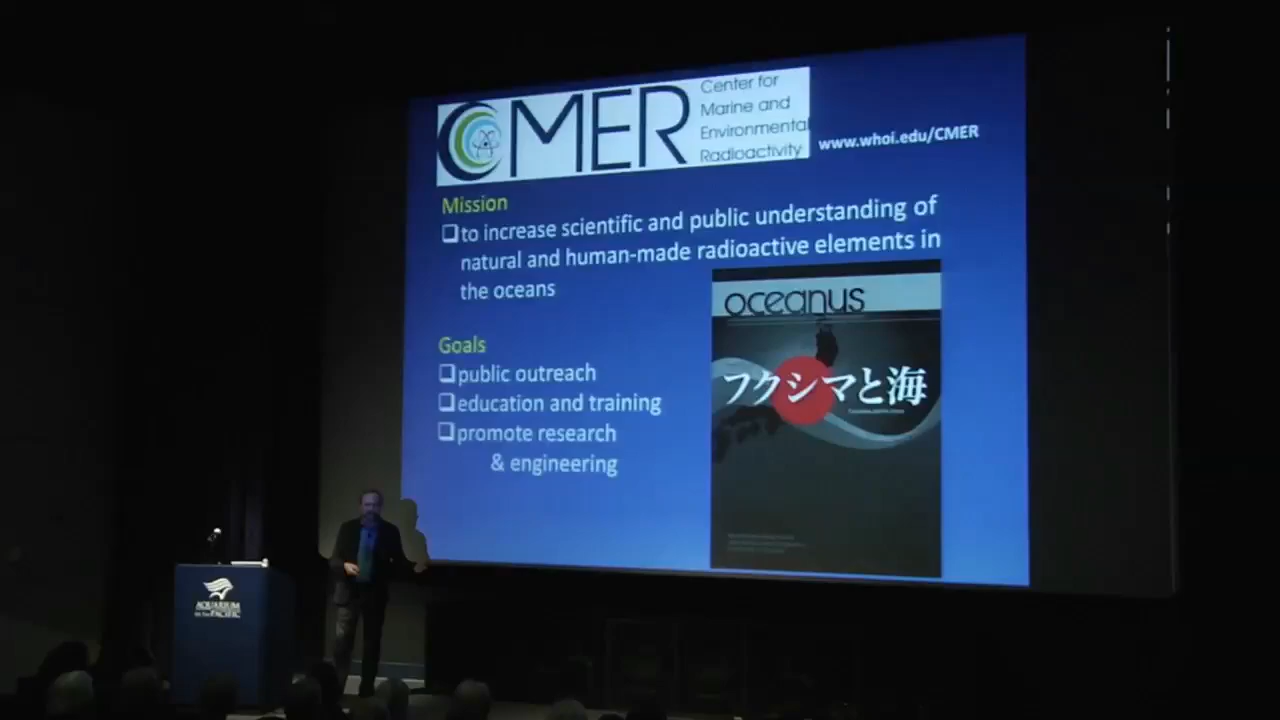 CMER
Center for
Marine and
Environmental
Radioactivity
www.whoi.edu/CMER
Mission
❑to increase scientific and public understanding of
natural and human-made radioactive elements in
the oceans
Goals
❑public outreach
❑education and training
❑promote research
& engineering
oceanus
フクシマと海
AQUARIUM
PACIFIC